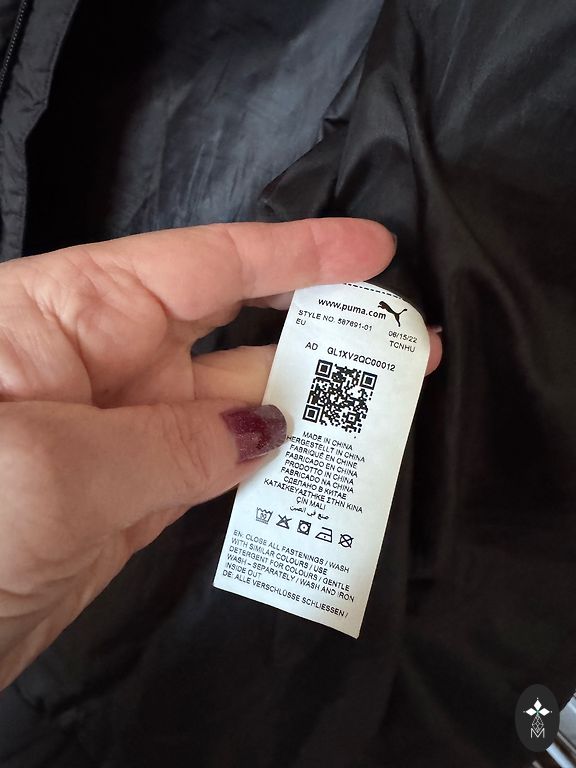 www.puma.com
STYLE NO. 587691-01 08/15/22
EU TCNHU
AD GL1XV2QC00012
MADE IN CHINA
HERGESTELLT IN CHINA
FABRIQUÉ EN CHINE
FABRICADO EN CHINA
PRODOTTO IN CHINA
FABRICADO NA CHINA
СДЕЛАНО В КИТАЕ
ΚΑΤΑΣΚΕΥΑΣΤΗΚΕ ΣΤΗΝ ΚΙΝΑ
ÇİN MALI
صنع في الصين
EN: CLOSE ALL FASTENINGS / WASH
WITH SIMILAR COLOURS / USE
DETERGENT FOR COLOURS / GENTLE
WASH – SEPARATELY / WASH AND IRON
INSIDE OUT
DE: ALLE VERSCHLÜSSE SCHLIESSEN /